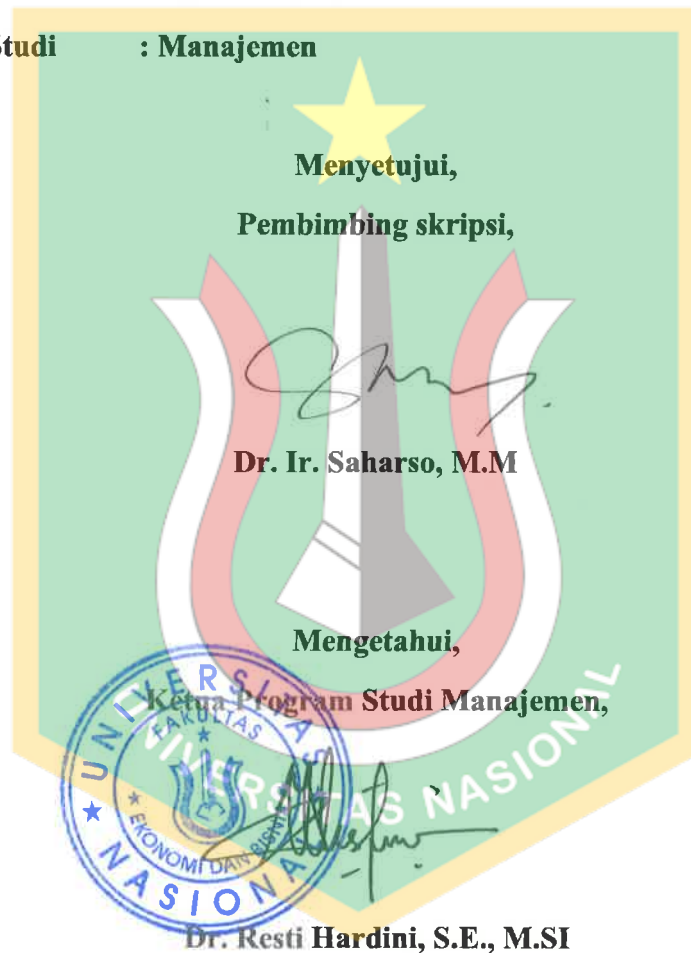 Studi : Manajemen
Menyetujui,
Pembimbing skripsi,
Dr. Ir. Saharso, M.M
Mengetahui,
Ketua Program Studi Manajemen,
UNIVERSITAS NASIONAL
UNIVERSITAS
FAKULTAS
EKONOMI DAN BISNIS
NASIONAL
Dr. Resti Hardini, S.E., M.SI